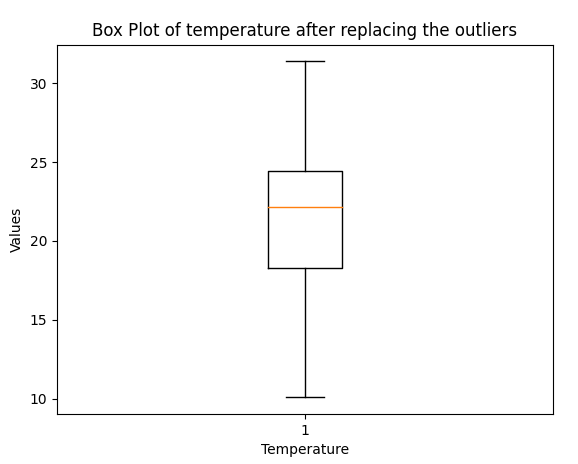 Box Plot of temperature after replacing the outliers
30
25
20
15
10
Values
1
Temperature